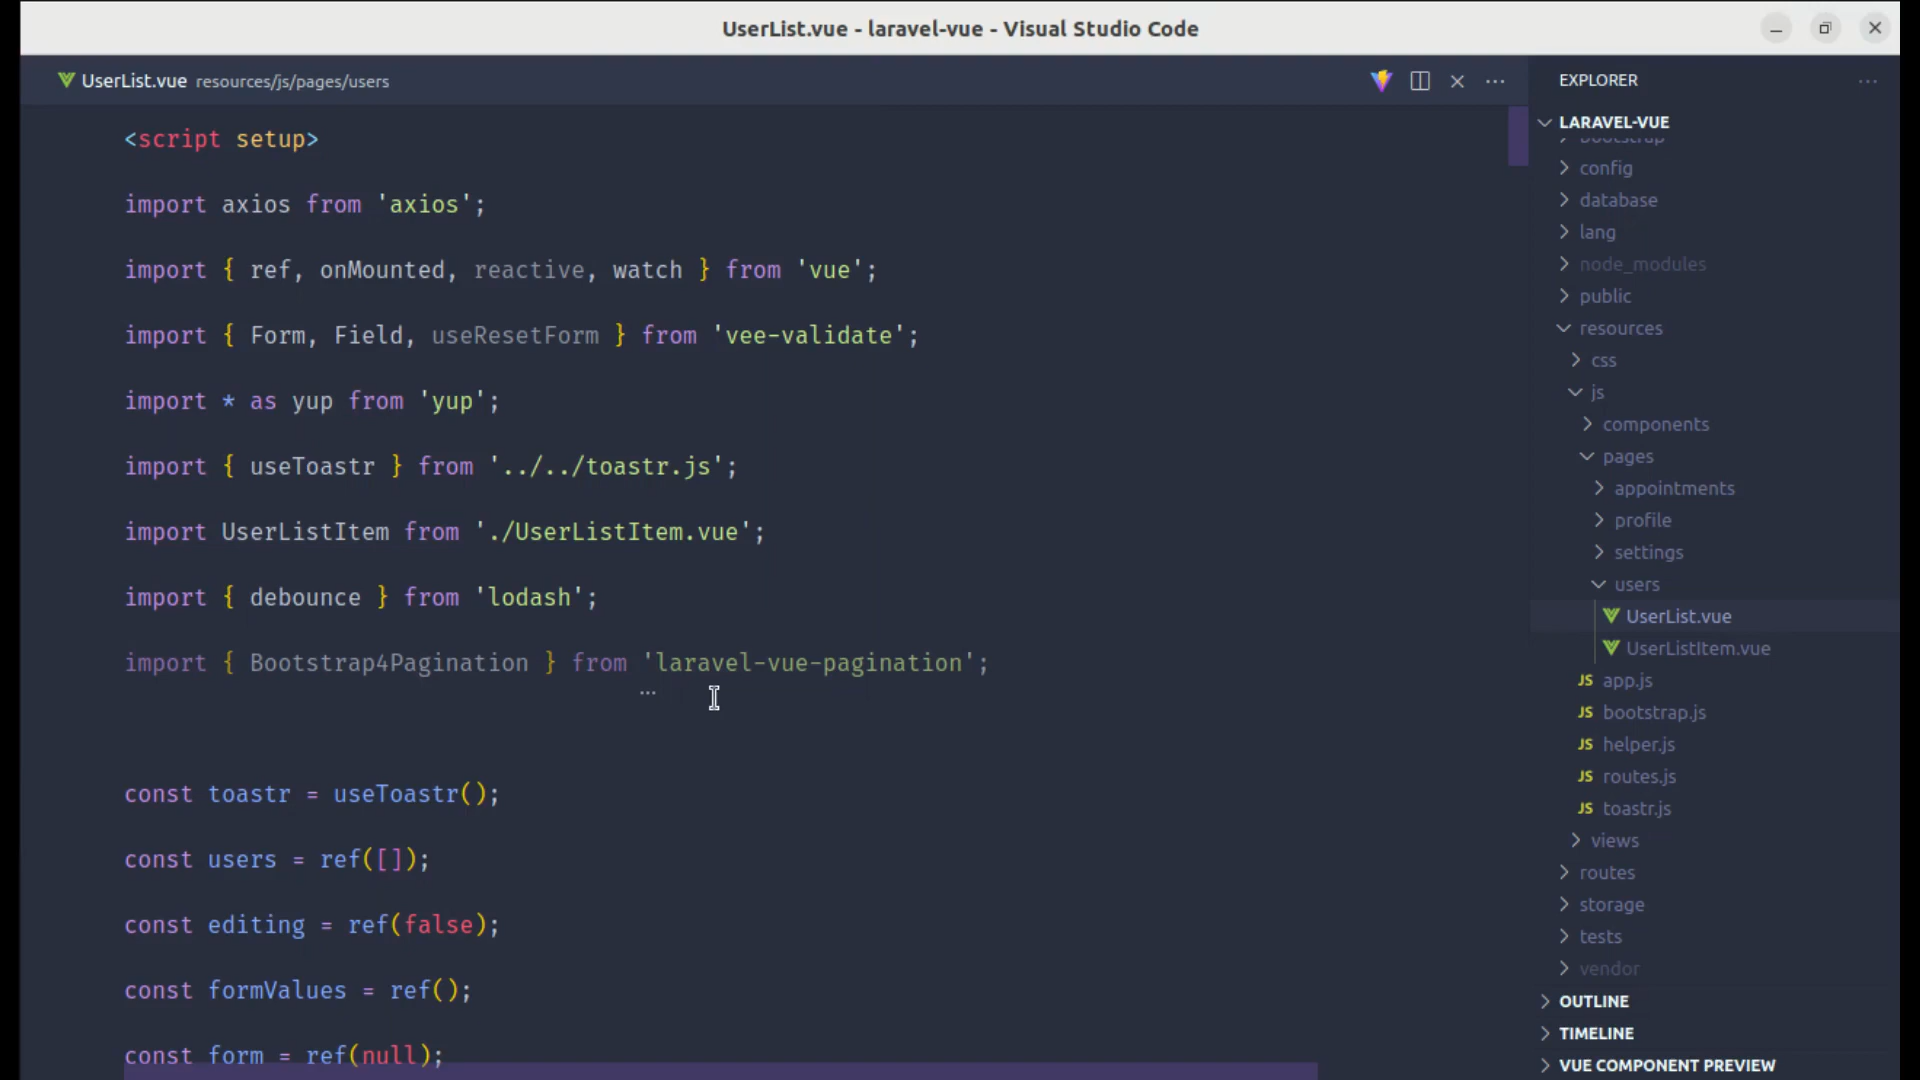 UserList.vue - laravel-vue - Visual Studio Code
UserList.vue resources/js/pages/users
<script setup>
import axios from 'axios';
import { ref, onMounted, reactive, watch } from 'vue';
import { Form, Field, useResetForm } from 'vee-validate';
import * as yup from 'yup';
import { useToastr } from '../../toastr.js';
import UserListItem from './UserListItem.vue';
import { debounce } from 'lodash';
import { Bootstrap4Pagination } from 'laravel-vue-pagination';
const toastr = useToastr();
const users = ref([]);
const editing = ref(false);
const formValues = ref();
const form = ref(null);
EXPLORER
LARAVEL-VUE
bootstrap
config
database
lang
node_modules
public
resources
css
js
components
pages
appointments
profile
settings
users
UserList.vue
UserListItem.vue
JS app.js
JS bootstrap.js
JS helper.js
JS routes.js
JS toastr.js
views
routes
storage
tests
vendor
OUTLINE
TIMELINE
VUE COMPONENT PREVIEW